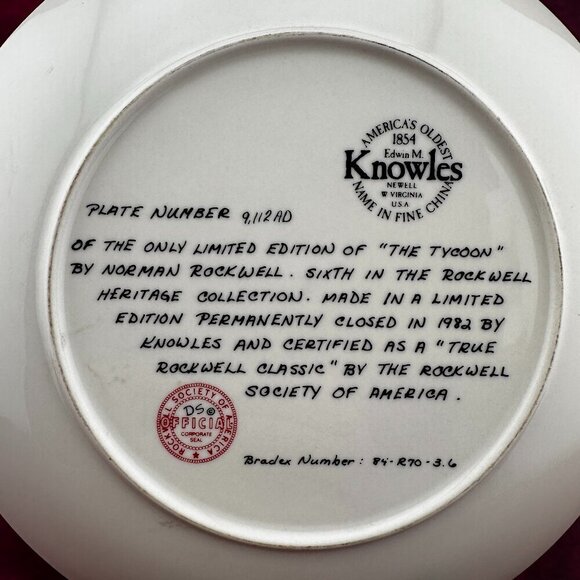 AMERICA'S OLDEST
1854
Edwin M.
Knowles
NEWELL
W VIRGINIA
U.S.A
NAME IN FINE CHINA
PLATE NUMBER 9,112AD
OF THE ONLY LIMITED EDITION OF "THE TYCOON"
BY NORMAN ROCKWELL. SIXTH IN THE ROCKWELL
HERITAGE COLLECTION. MADE IN A LIMITED
EDITION PERMANENTLY CLOSED IN 1982 BY
KNOWLES AND CERTIFIED AS A "TRUE
ROCKWELL CLASSIC" BY THE ROCKWELL
SOCIETY OF AMERICA.
ROCKWELL SOCIETY OF AMERICA
DS©
OFFICIAL
CORPORATE
SEAL
Bradex Number: 84-R70-3.6